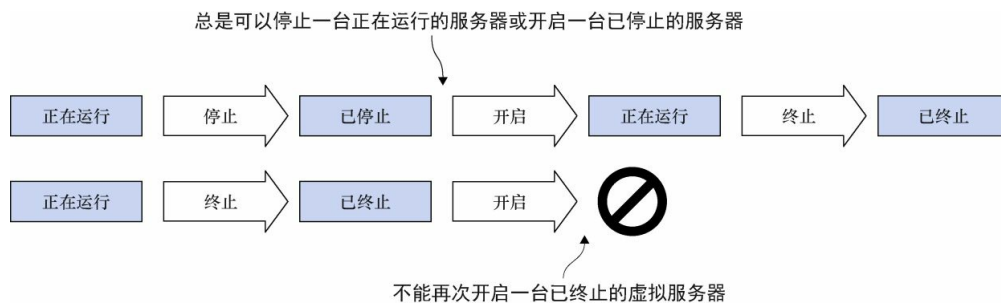 总是可以停止一台正在运行的服务器或开启一台已停止的服务器
正在运行 停止 已停止 开启 正在运行 终止 已终止
正在运行 终止 已终止 开启
不能再次开启一台已终止的虚拟服务器